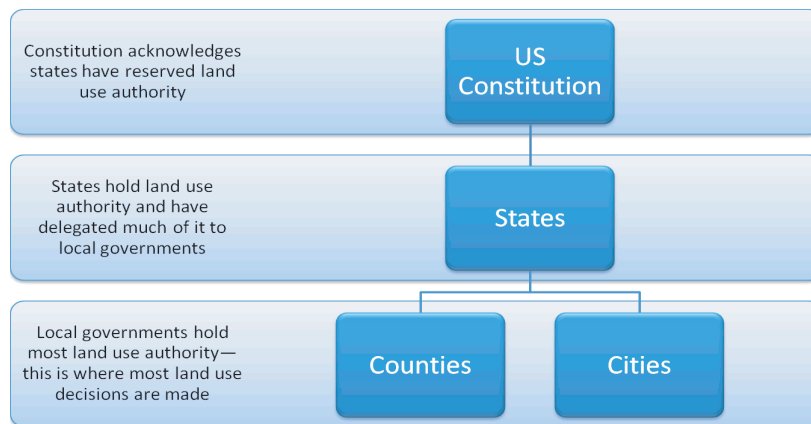 Constitution acknowledges
states have reserved land
use authority
US
Constitution
States hold land use
authority and have
delegated much of it to
local governments
States
Local governments hold
most land use authority—
this is where most land use
decisions are made
Counties
Cities